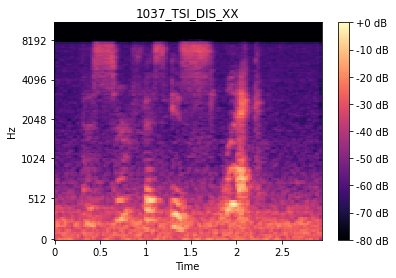 1037_TSI_DIS_XX
+0 dB
8192
-10 dB
4096
-20 dB
-30 dB
2048
-40 dB
Hz
1024
-50 dB
-60 dB
512
-70 dB
0
-80 dB
0 0.5 1 1.5 2 2.5
Time